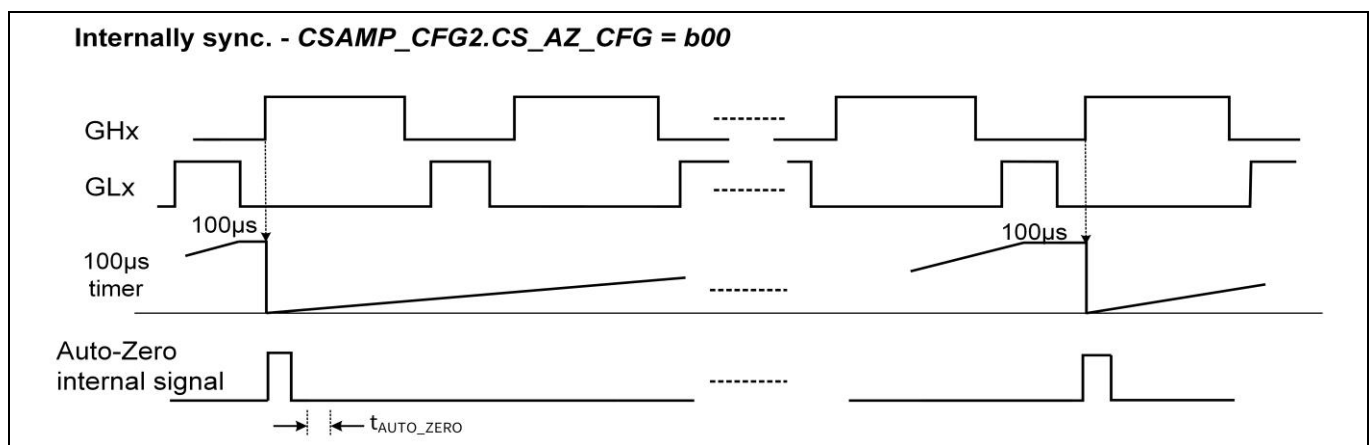 Internally sync. - CSAMP_CFG2.CS_AZ_CFG = b00
GHx
GLx
100µs
100µs
100µs
timer
Auto-Zero
internal signal
tAUTO_ZERO